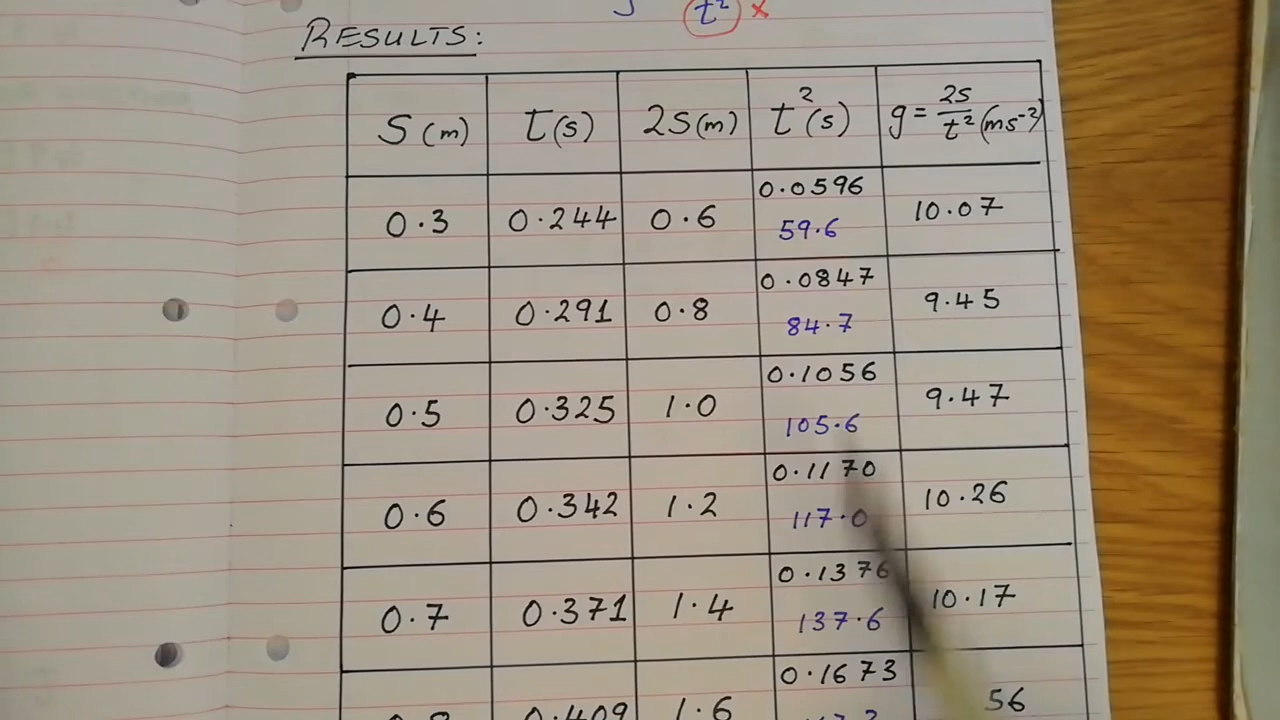 t² ×
RESULTS:
S (m) t(s) 2S(m) t²(s) g = 2S/t² (ms⁻²)
0.3 0.244 0.6 0.0596 10.07
59.6
0.4 0.291 0.8 0.0847 9.45
84.7
0.5 0.325 1.0 0.1056 9.47
105.6
0.6 0.342 1.2 0.1170 10.26
117.0
0.7 0.371 1.4 0.1376 10.17
137.6
0.409 1.6 0.1673 56